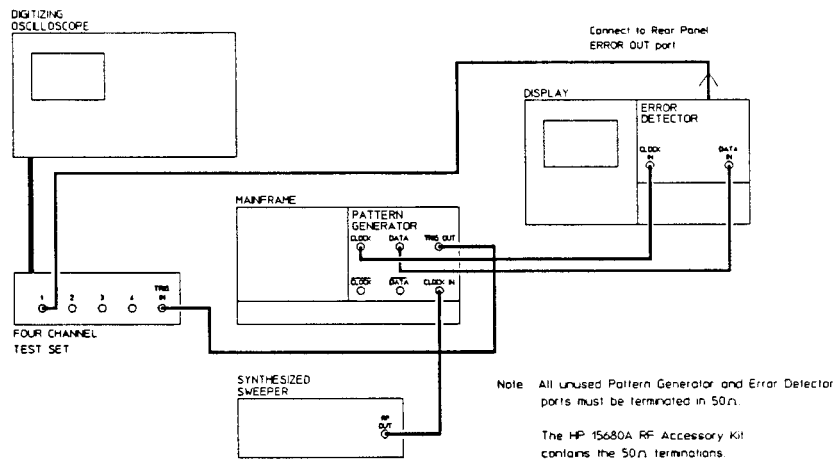 DIGITIZING
OSCILLOSCOPE
Connect to Rear Panel
ERROR OUT port
DISPLAY
ERROR
DETECTOR
CLOCK
IN
DATA
IN
MAINFRAME
PATTERN
GENERATOR
CLOCK DATA TRIG OUT
CLOCK DATA CLOCK IN
1 2 3 4 TRIG
IN
FOUR CHANNEL
TEST SET
SYNTHESIZED
SWEEPER
RF
OUT
Note All unused Pattern Generator and Error Detector
ports must be terminated in 50Ω.
The HP 15680A RF Accessory Kit
contains the 50Ω terminations.